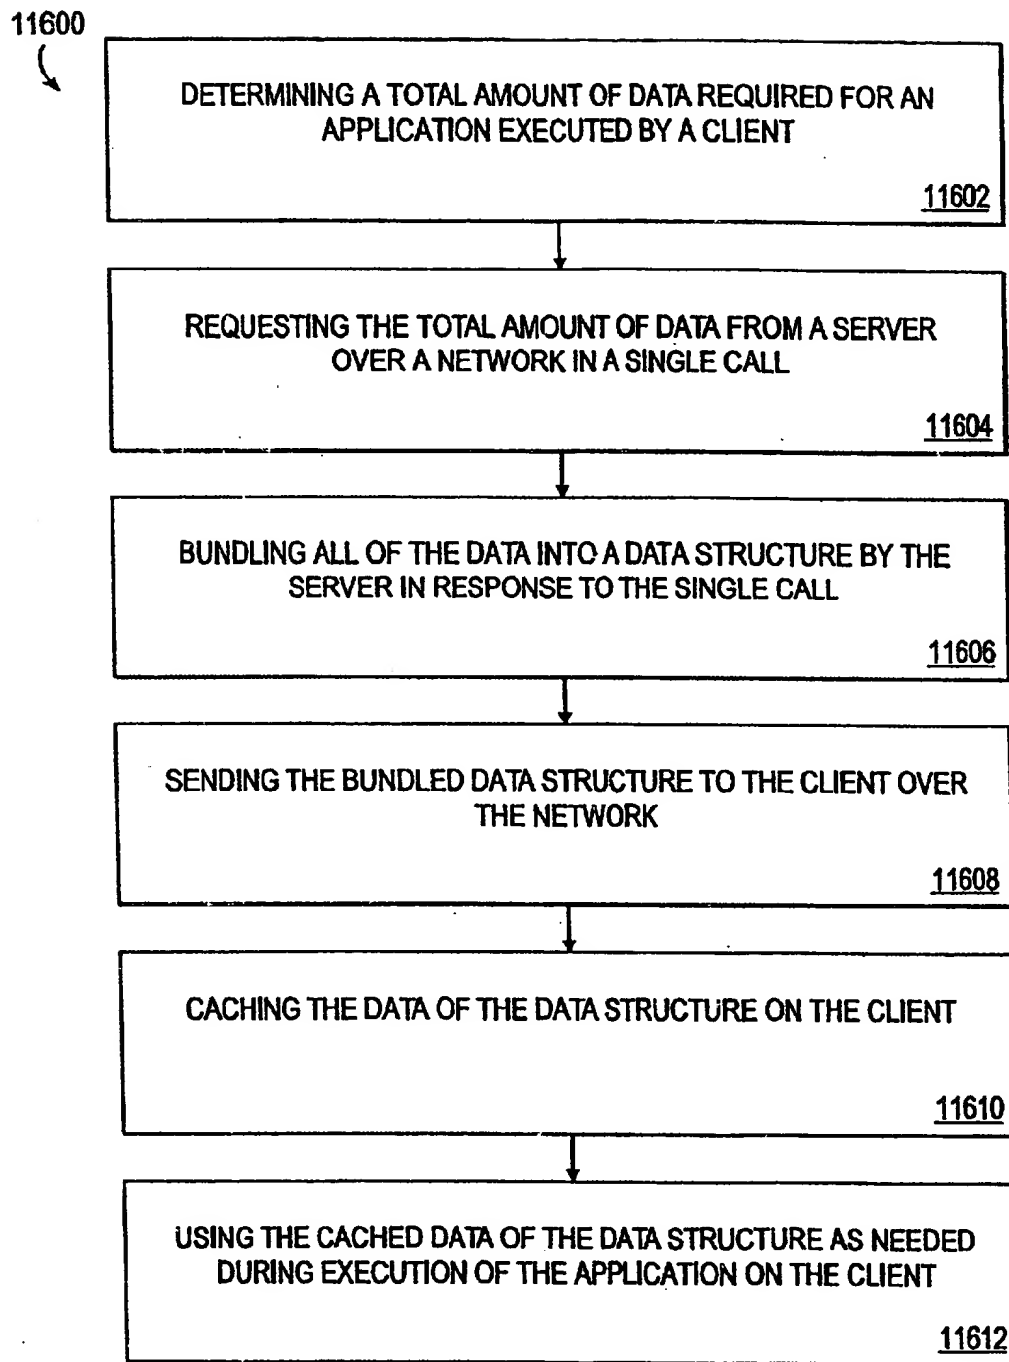 11600
DETERMINING A TOTAL AMOUNT OF DATA REQUIRED FOR AN
APPLICATION EXECUTED BY A CLIENT
11602
REQUESTING THE TOTAL AMOUNT OF DATA FROM A SERVER
OVER A NETWORK IN A SINGLE CALL
11604
BUNDLING ALL OF THE DATA INTO A DATA STRUCTURE BY THE
SERVER IN RESPONSE TO THE SINGLE CALL
11606
SENDING THE BUNDLED DATA STRUCTURE TO THE CLIENT OVER
THE NETWORK
11608
CACHING THE DATA OF THE DATA STRUCTURE ON THE CLIENT
11610
USING THE CACHED DATA OF THE DATA STRUCTURE AS NEEDED
DURING EXECUTION OF THE APPLICATION ON THE CLIENT
11612